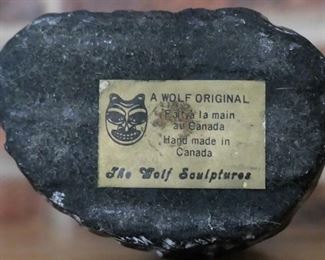 A WOLF ORIGINAL
Fait à la main
au Canada
Hand made in
Canada
The Wolf Sculptures